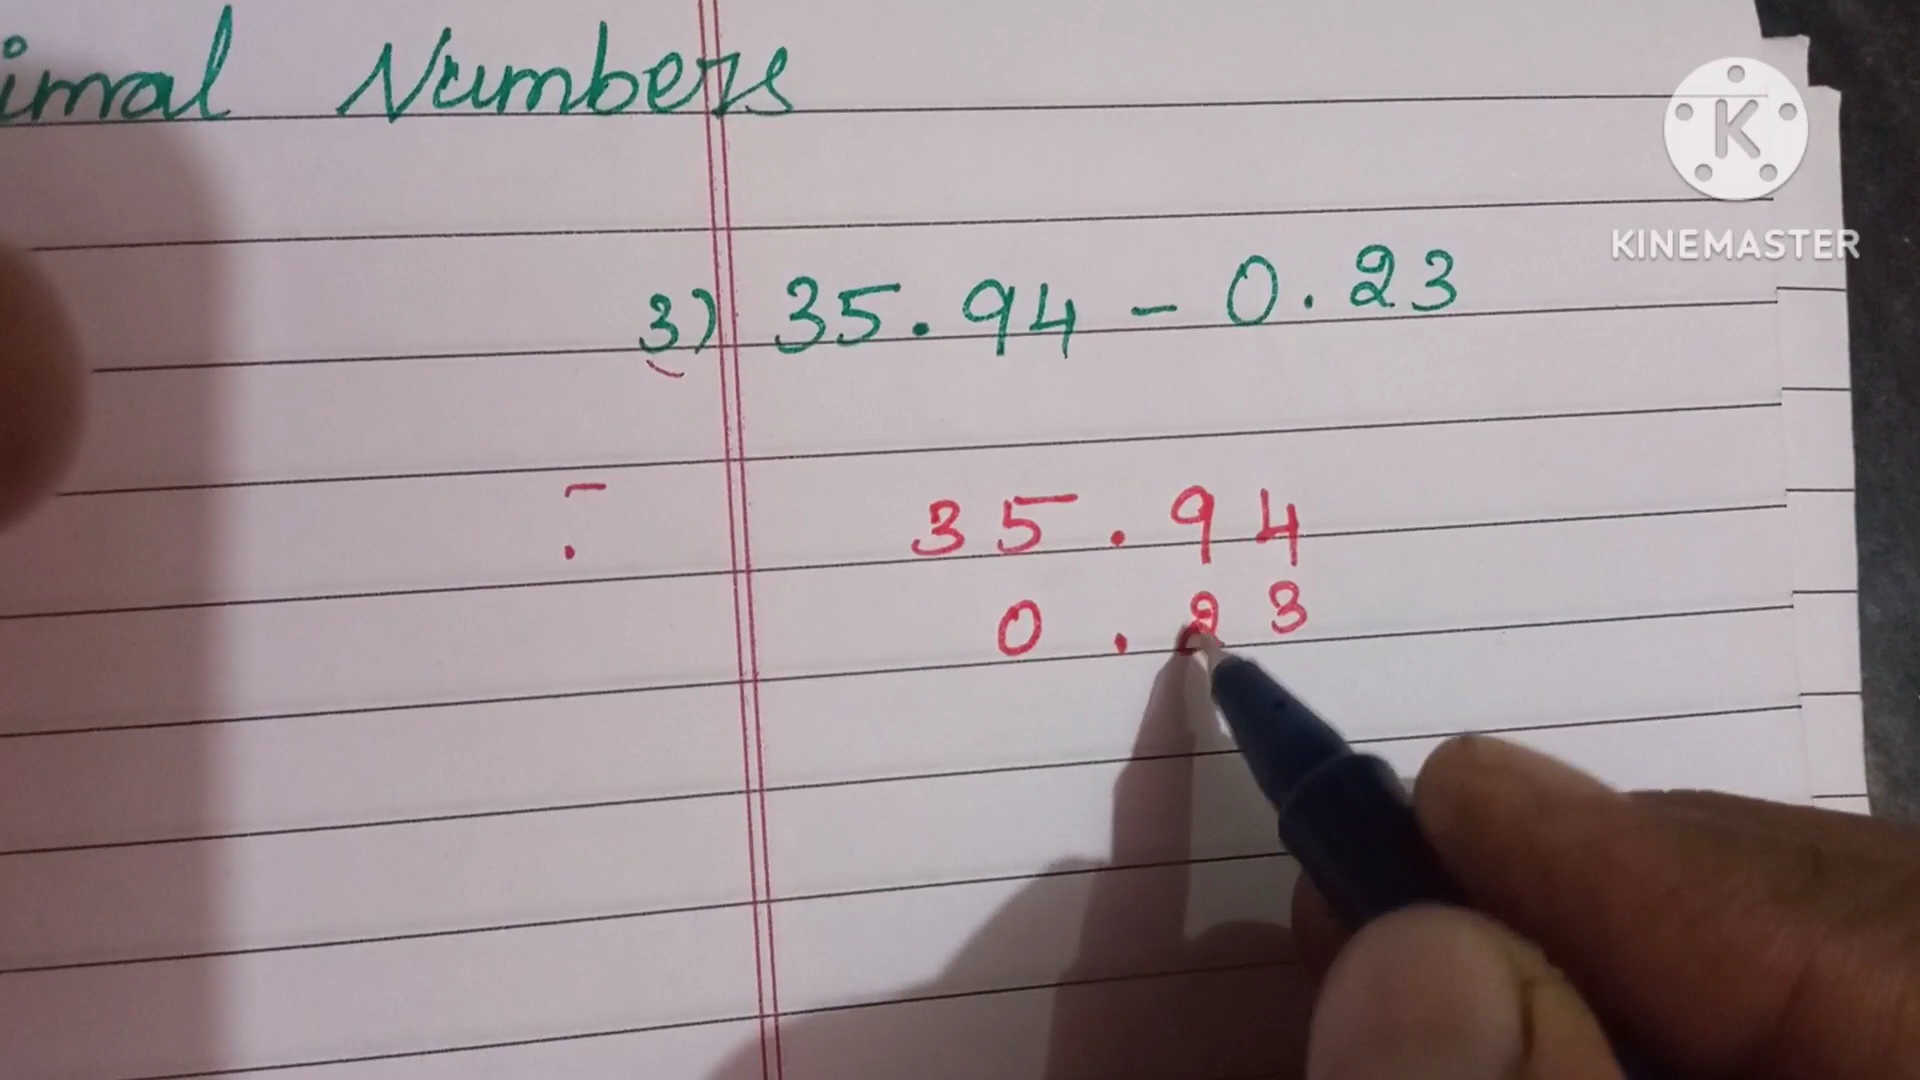 imal Numbers
K
KINEMASTER
3) 35.94 - 0.23
35.94
0.23